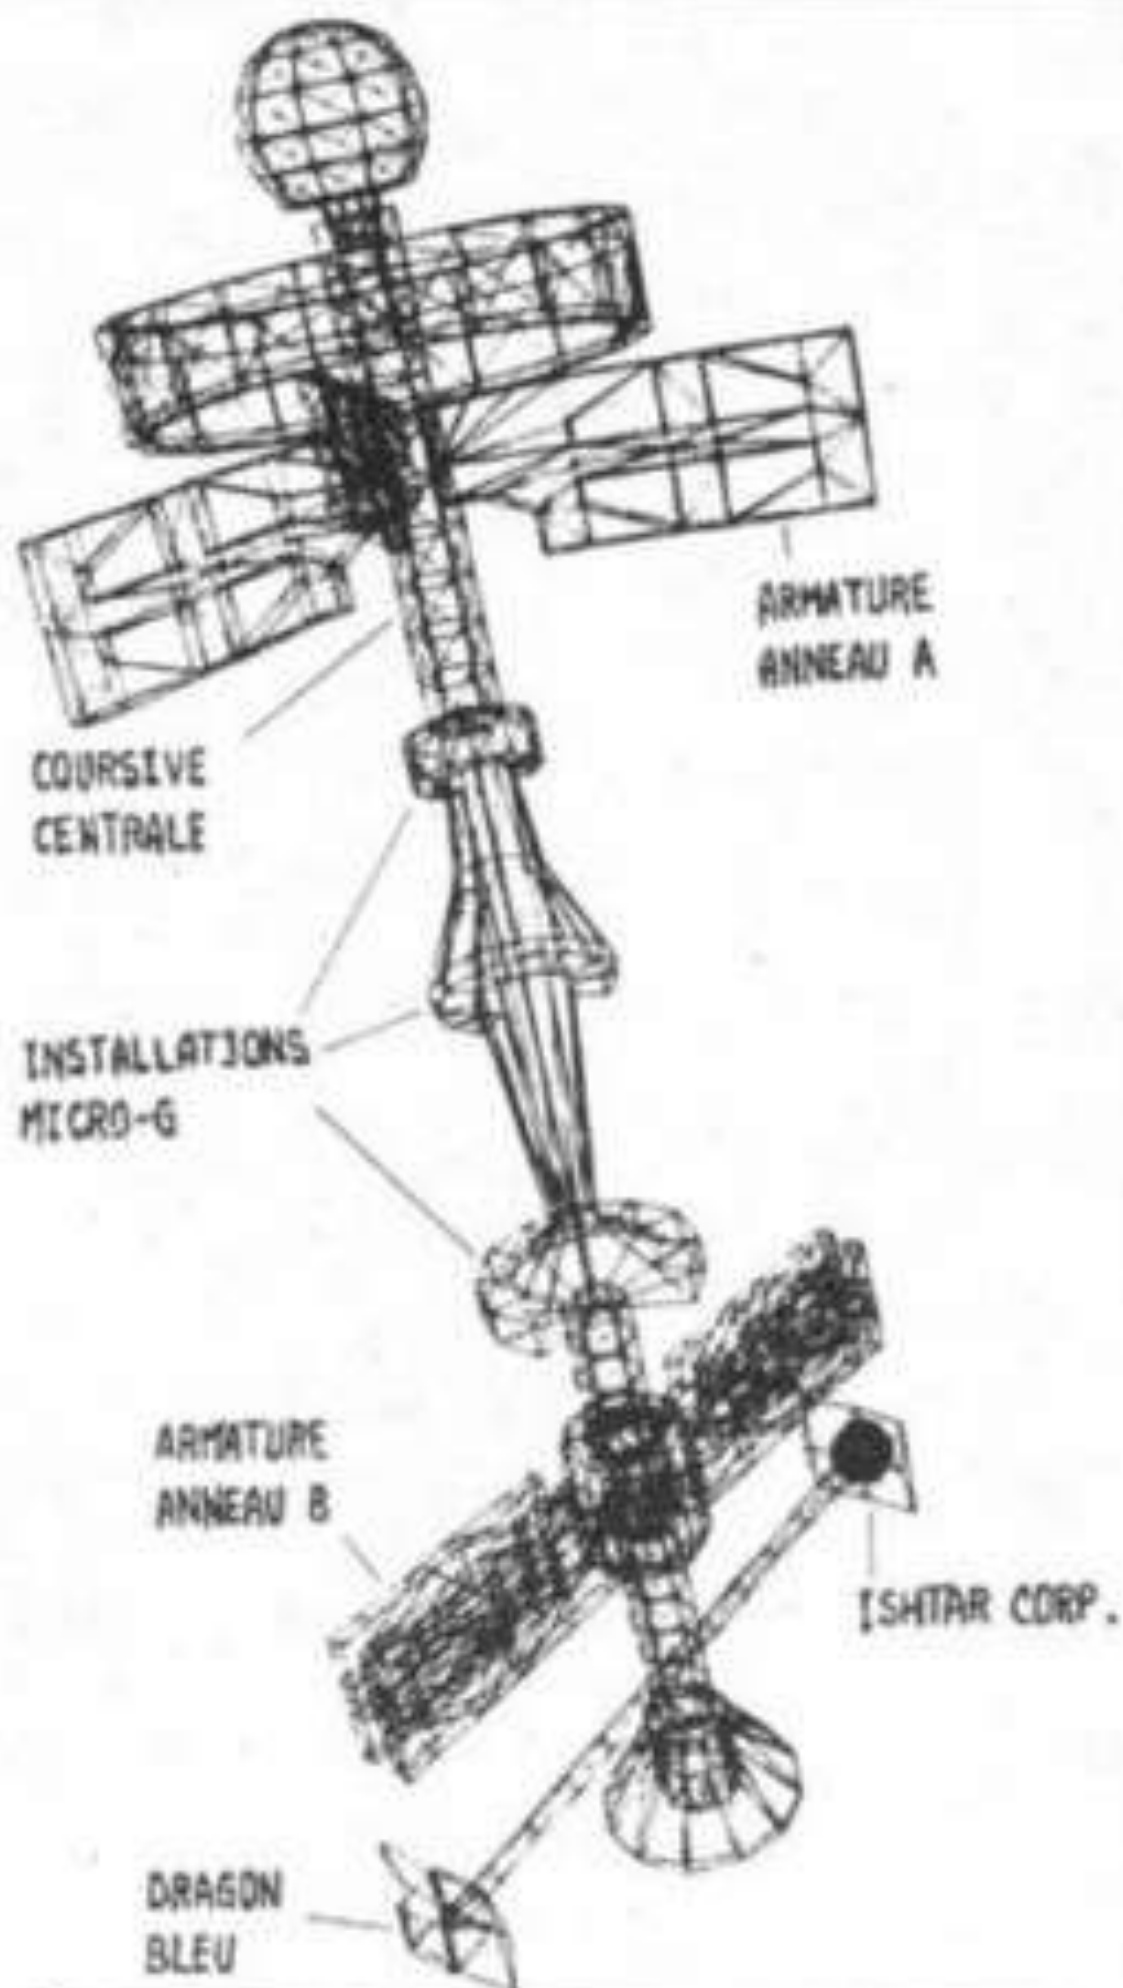 ARMATURE
ANNEAU A
COURSIVE
CENTRALE
INSTALLATIONS
MICRO-G
ARMATURE
ANNEAU B
ISHTAR CORP.
DRAGON
BLEU